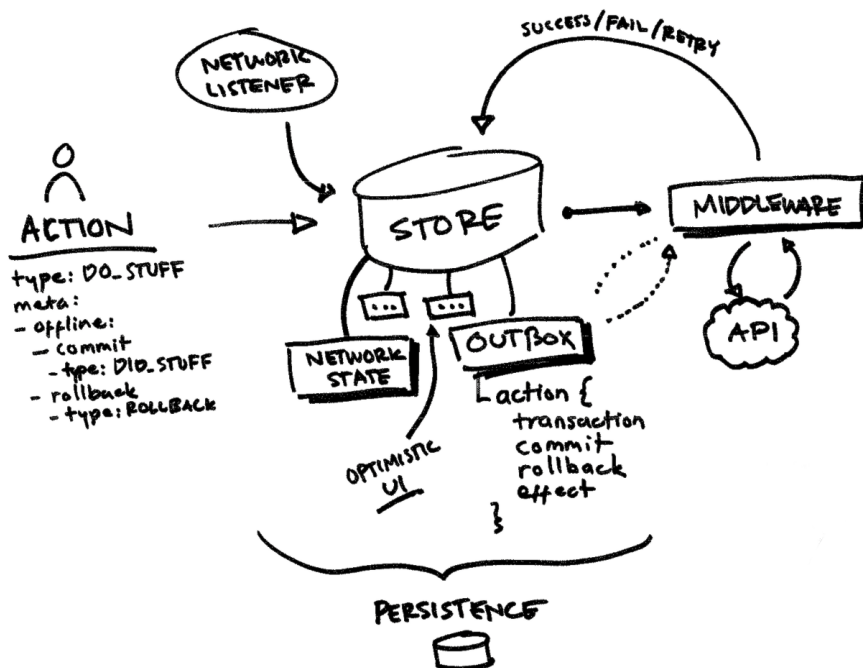 SUCCESS/FAIL/RETRY
NETWORK
LISTENER
ACTION
type: DO_STUFF
meta:
- offline:
- commit
- type: DID_STUFF
- rollback
- type: ROLLBACK
STORE
MIDDLEWARE
API
...
...
NETWORK
STATE
OUTBOX
action {
transaction
commit
rollback
effect
}
OPTIMISTIC
UI
PERSISTENCE